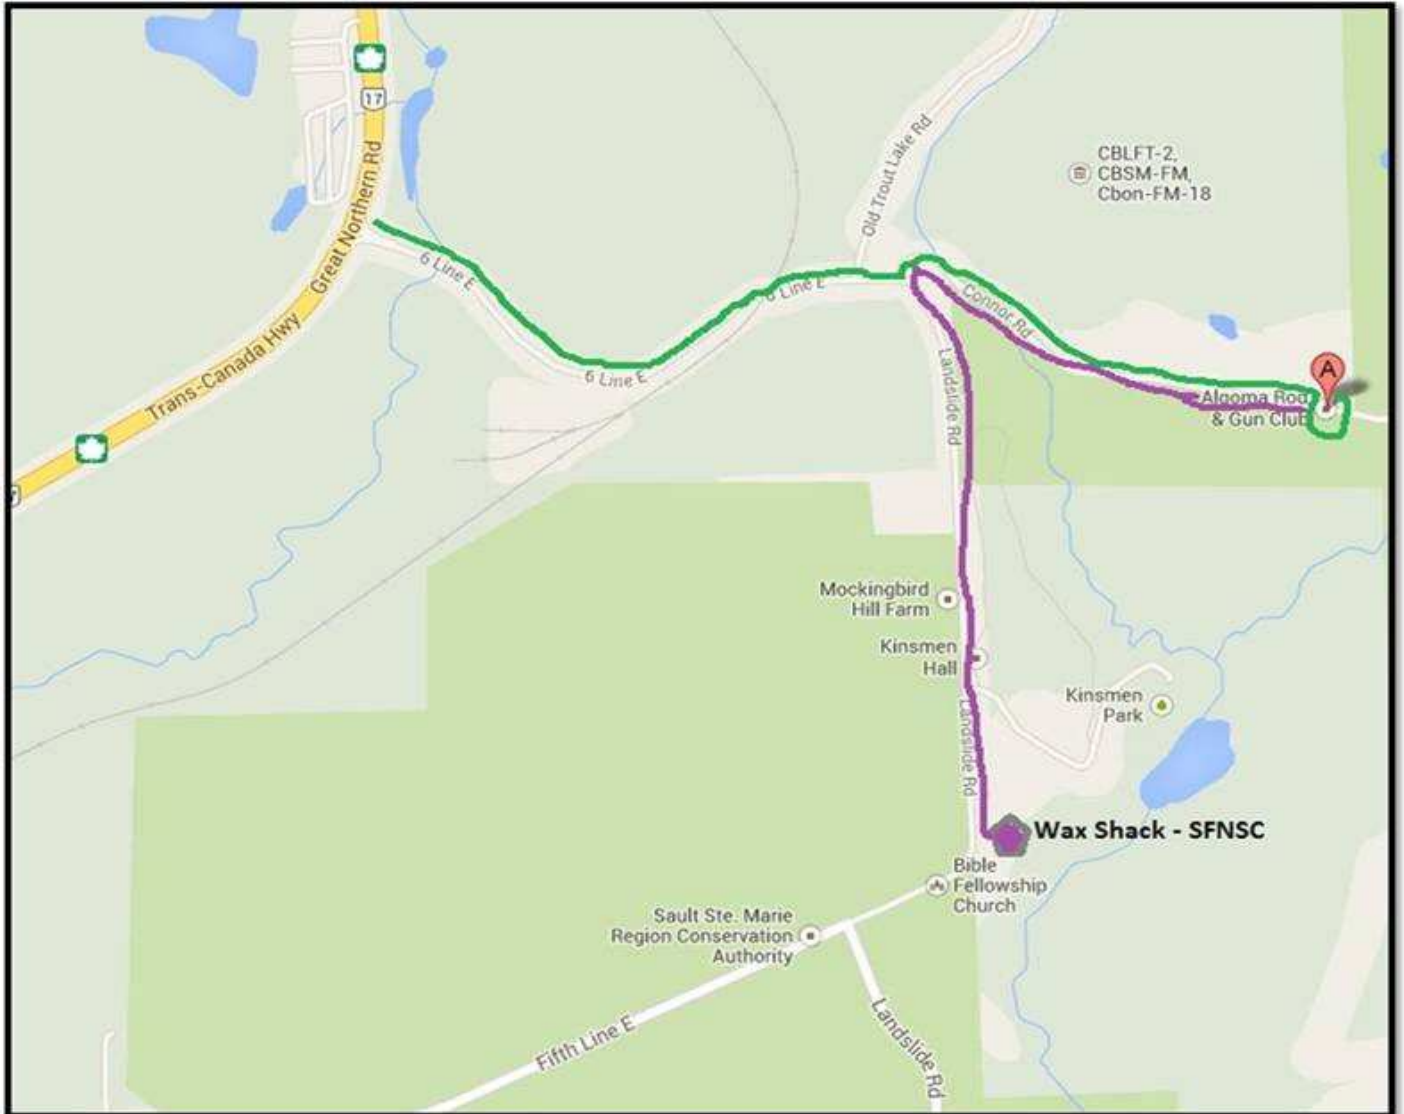 17
Great Northern Rd
Trans-Canada Hwy
Old Trout Lake Rd
CBLFT-2,
CBSM-FM,
Cbon-FM-18
6 Line E
6 Line E
6 Line E
Connor Rd
A
Algoma Rod
& Gun Club
Landslide Rd
Mockingbird
Hill Farm
Kinsmen
Hall
Kinsmen
Park
Landslide Rd
Wax Shack - SFNSC
Bible
Fellowship
Church
Sault Ste. Marie
Region Conservation
Authority
Fifth Line E
Landslide Rd